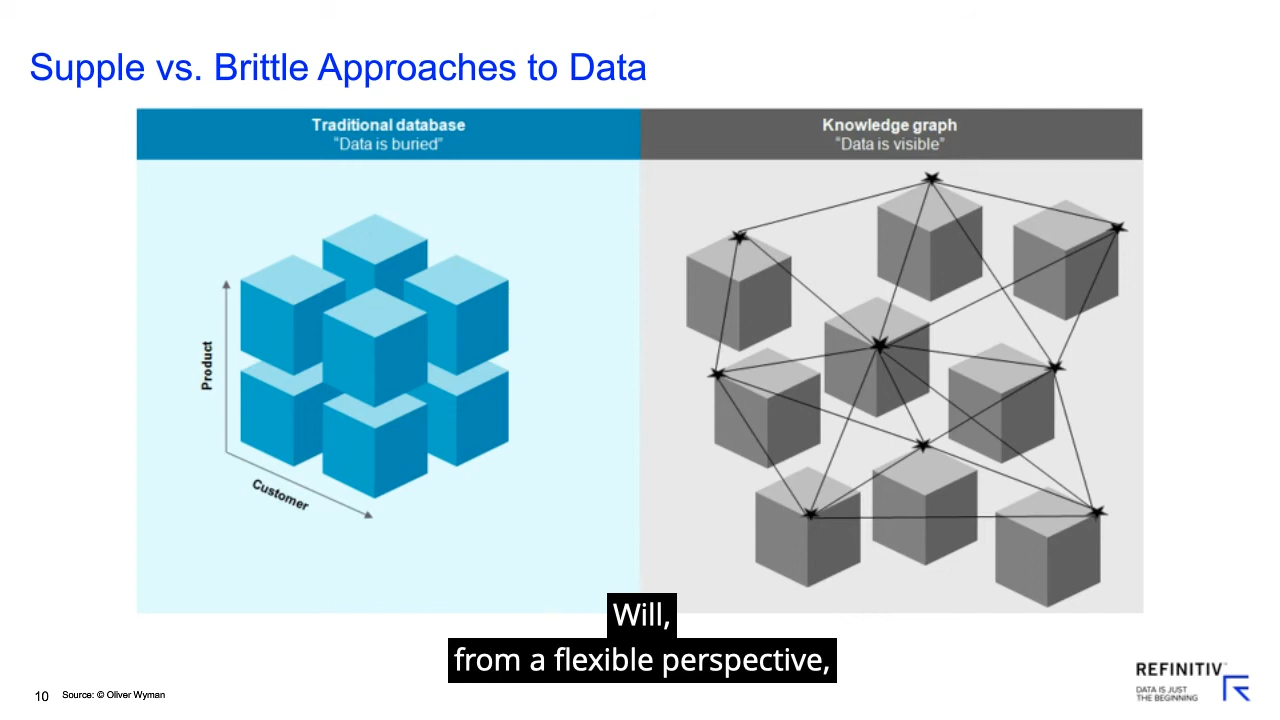 Supple vs. Brittle Approaches to Data
Traditional database
"Data is buried"
Knowledge graph
"Data is visible"
Product
Customer
Will,
from a flexible perspective,
10 Source: © Oliver Wyman
REFINITIV
DATA IS JUST
THE BEGINNING